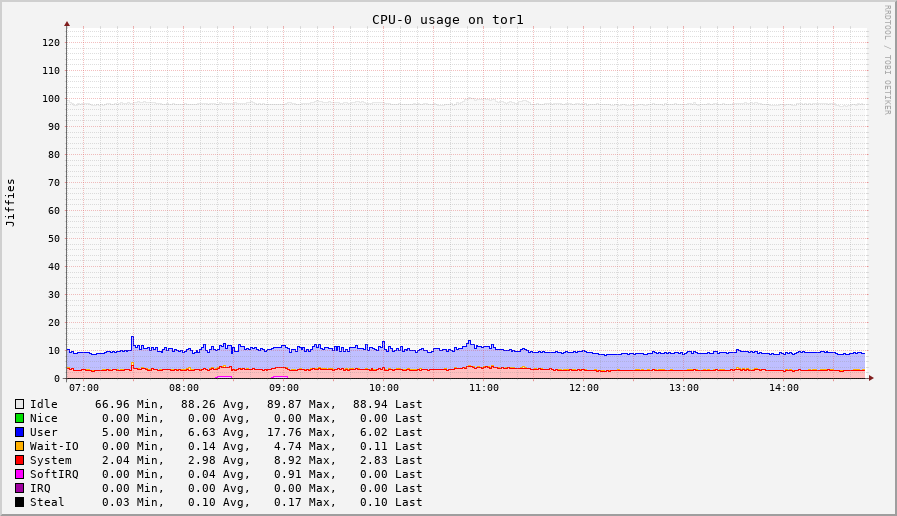 CPU-0 usage on tor1
RRDTOOL / TOBI OETIKER
Jiffies
120
110
100
90
80
70
60
50
40
30
20
10
0
07:00 08:00 09:00 10:00 11:00 12:00 13:00 14:00
Idle 66.96 Min, 88.26 Avg, 89.87 Max, 88.94 Last
Nice 0.00 Min, 0.00 Avg, 0.00 Max, 0.00 Last
User 5.00 Min, 6.63 Avg, 17.76 Max, 6.02 Last
Wait-IO 0.00 Min, 0.14 Avg, 4.74 Max, 0.11 Last
System 2.04 Min, 2.98 Avg, 8.92 Max, 2.83 Last
SoftIRQ 0.00 Min, 0.04 Avg, 0.91 Max, 0.00 Last
IRQ 0.00 Min, 0.00 Avg, 0.00 Max, 0.00 Last
Steal 0.03 Min, 0.10 Avg, 0.17 Max, 0.10 Last